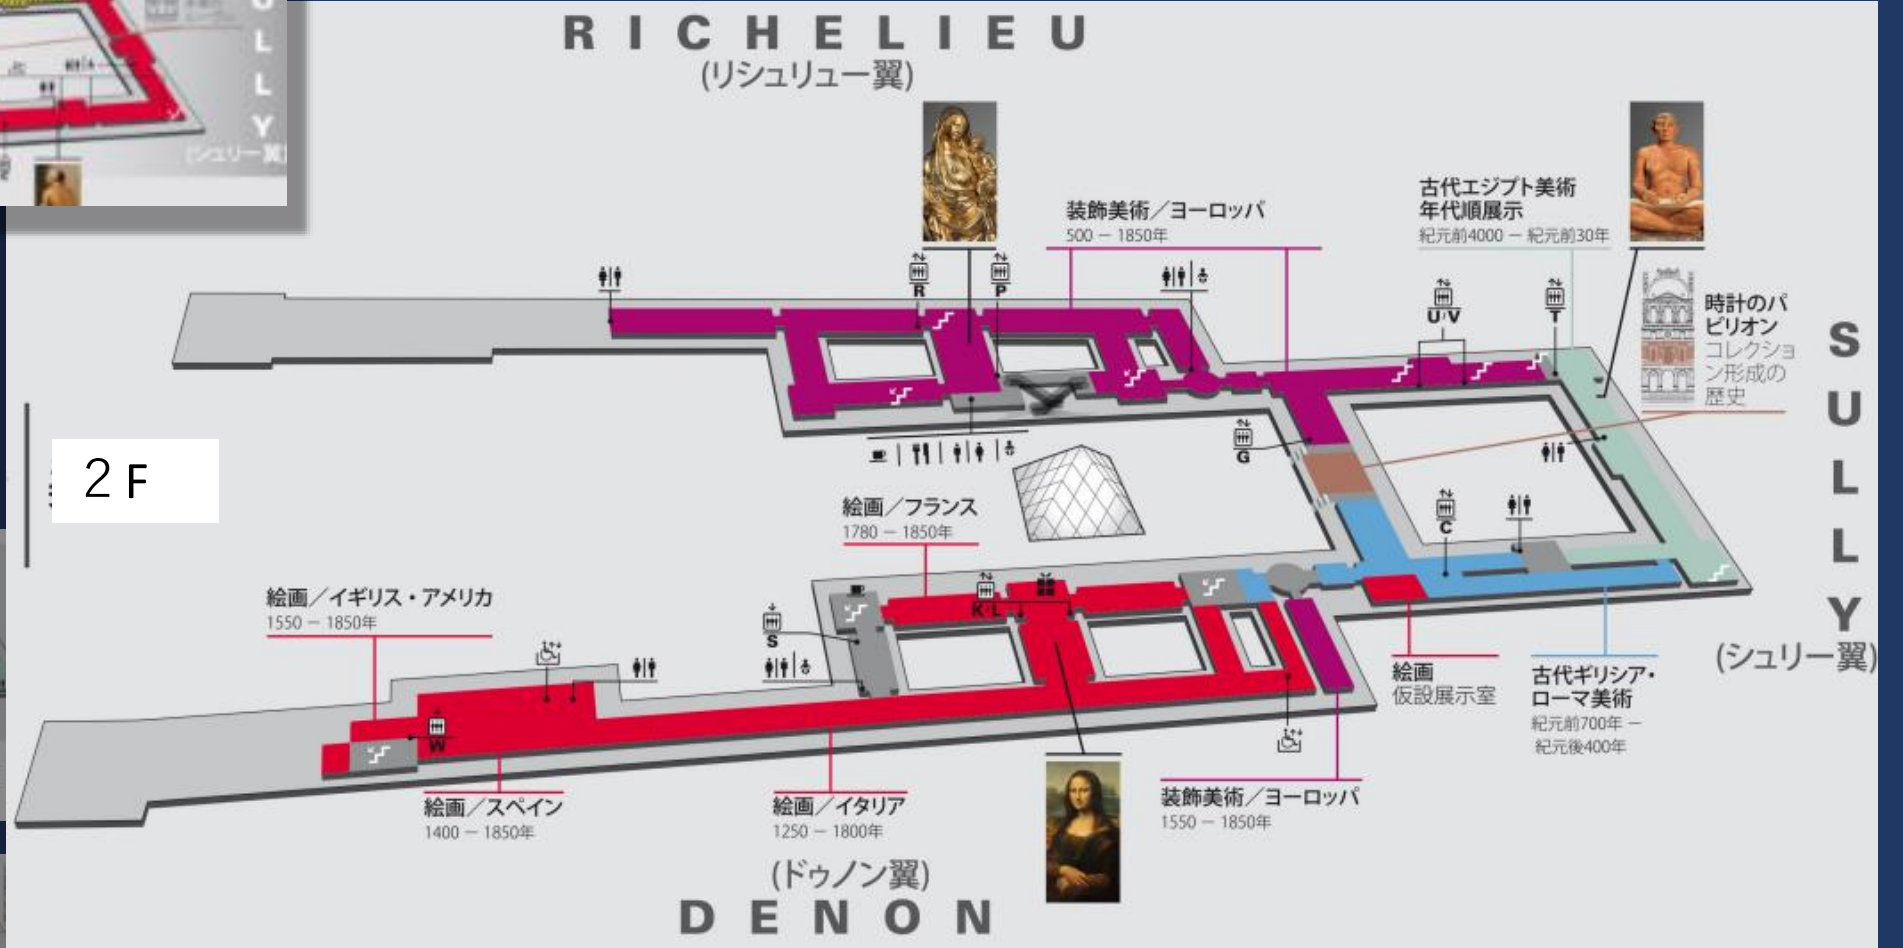 RICHELIEU
(リシュリュー翼)
L
L
Y
(シュリー翼)
装飾美術／ヨーロッパ
500 － 1850年
古代エジプト美術
年代順展示
紀元前4000 － 紀元前30年
時計のパ
ビリオン
コレクショ
ン形成の
歴史
R
P
U/V
T
G
C
SULLY
(シュリー翼)
2F
絵画／フランス
1780 － 1850年
K/L
S
絵画／イギリス・アメリカ
1550 － 1850年
W
絵画
仮設展示室
古代ギリシア・
ローマ美術
紀元前700年 －
紀元後400年
絵画／スペイン
1400 － 1850年
絵画／イタリア
1250 － 1800年
装飾美術／ヨーロッパ
1550 － 1850年
(ドゥノン翼)
DENON